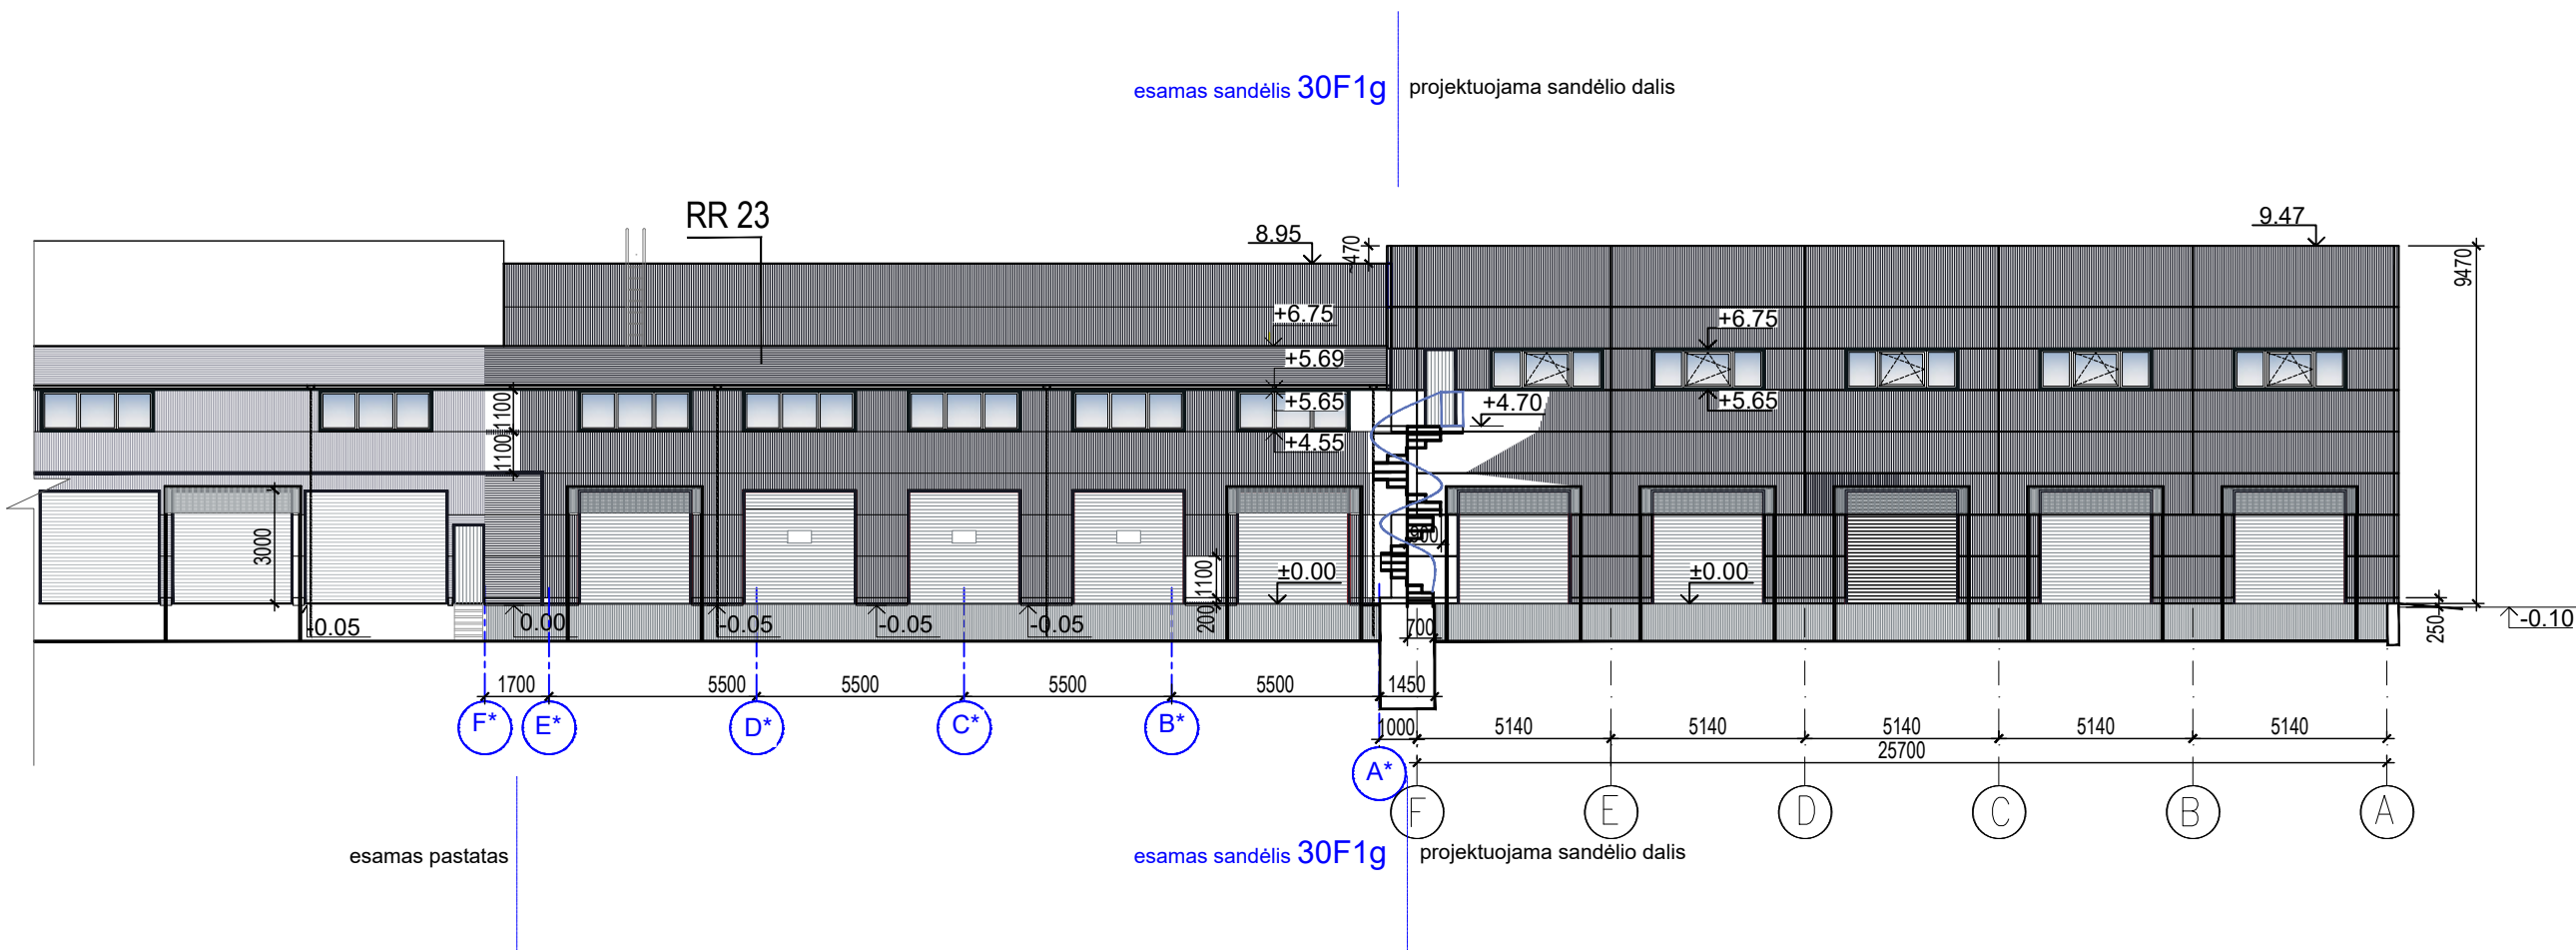 esamas sandėlis 30F1g projektuojama sandėlio dalis
RR 23
8.95
~470
9.47
9470
+6.75
+6.75
+5.69
+5.65
+5.65
+4.70
+4.55
1100
1100
3000
900
1100
200
±0.00
±0.00
-0.05
0.00
-0.05
-0.05
-0.05
700
250
-0.10
1700
5500
5500
5500
5500
1450
F*
E*
D*
C*
B*
A*
1000
5140
5140
5140
5140
5140
25700
F
E
D
C
B
A
esamas pastatas
esamas sandėlis 30F1g projektuojama sandėlio dalis